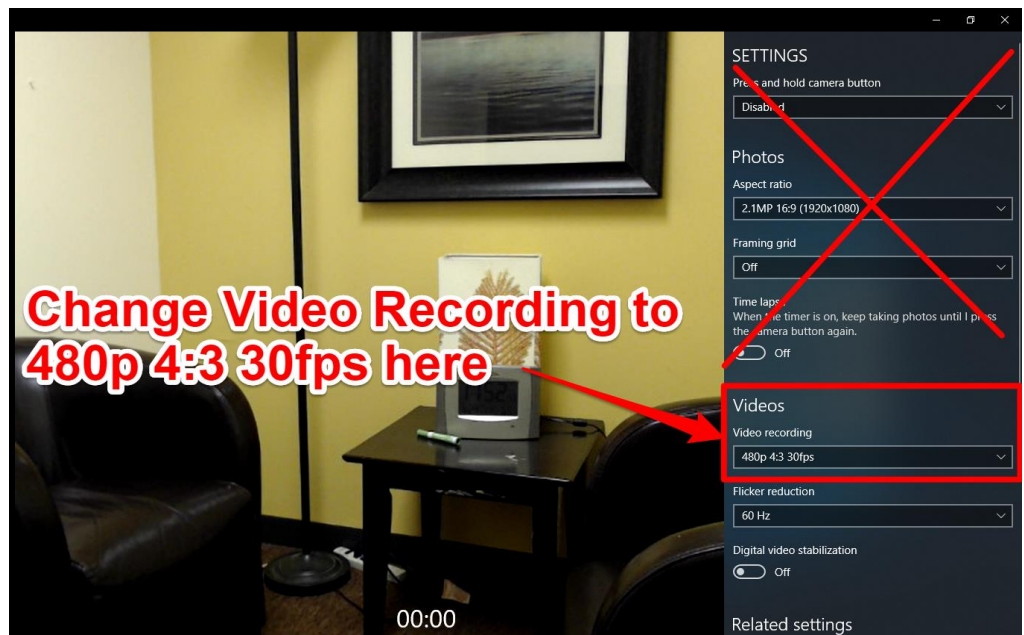 SETTINGS
Press and hold camera button
Disabled
Photos
Aspect ratio
2.1MP 16:9 (1920x1080)
Framing grid
Off
Time lapse
When the timer is on, keep taking photos until I press
the camera button again.
Off
Change Video Recording to
480p 4:3 30fps here
Videos
Video recording
480p 4:3 30fps
Flicker reduction
60 Hz
Digital video stabilization
Off
Related settings
00:00